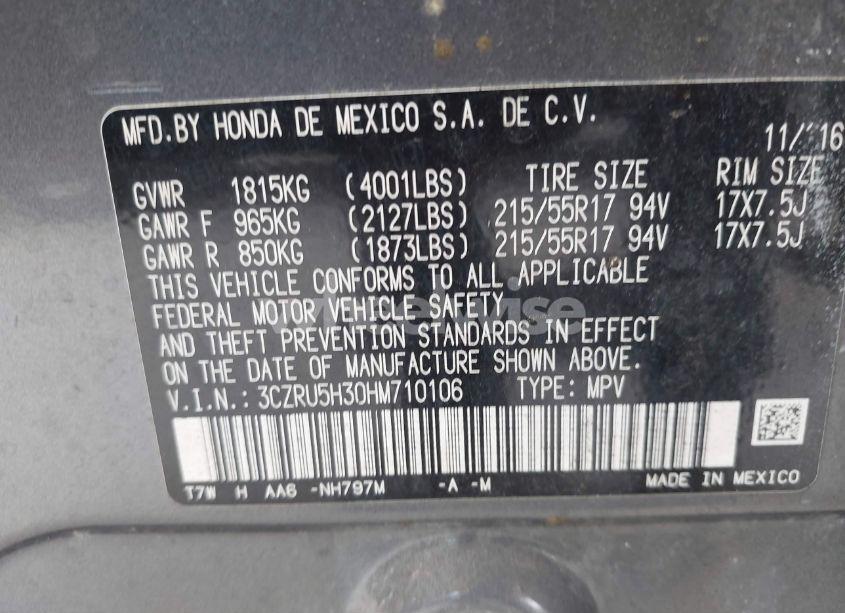 MFD.BY HONDA DE MEXICO S.A. DE C.V.
11/'16
GVWR 1815KG (4001LBS) TIRE SIZE RIM SIZE
GAWR F 965KG (2127LBS) 215/55R17 94V 17X7.5J
GAWR R 850KG (1873LBS) 215/55R17 94V 17X7.5J
THIS VEHICLE CONFORMS TO ALL APPLICABLE
FEDERAL MOTOR VEHICLE SAFETY
AND THEFT PREVENTION STANDARDS IN EFFECT
ON THE DATE OF MANUFACTURE SHOWN ABOVE.
V.I.N.: 3CZRU5H30HM710106 TYPE: MPV
T7W H AA6 -NH797M -A -M MADE IN MEXICO